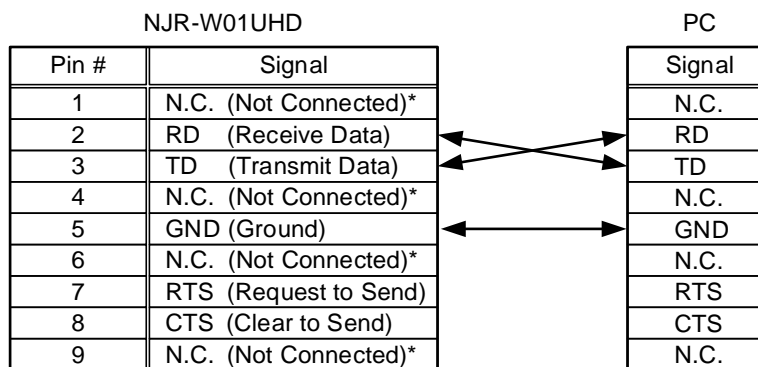 NJR-W01UHD PC
Pin # Signal Signal
1 N.C. (Not Connected)* N.C.
2 RD (Receive Data) RD
3 TD (Transmit Data) TD
4 N.C. (Not Connected)* N.C.
5 GND (Ground) GND
6 N.C. (Not Connected)* N.C.
7 RTS (Request to Send) RTS
8 CTS (Clear to Send) CTS
9 N.C. (Not Connected)* N.C.